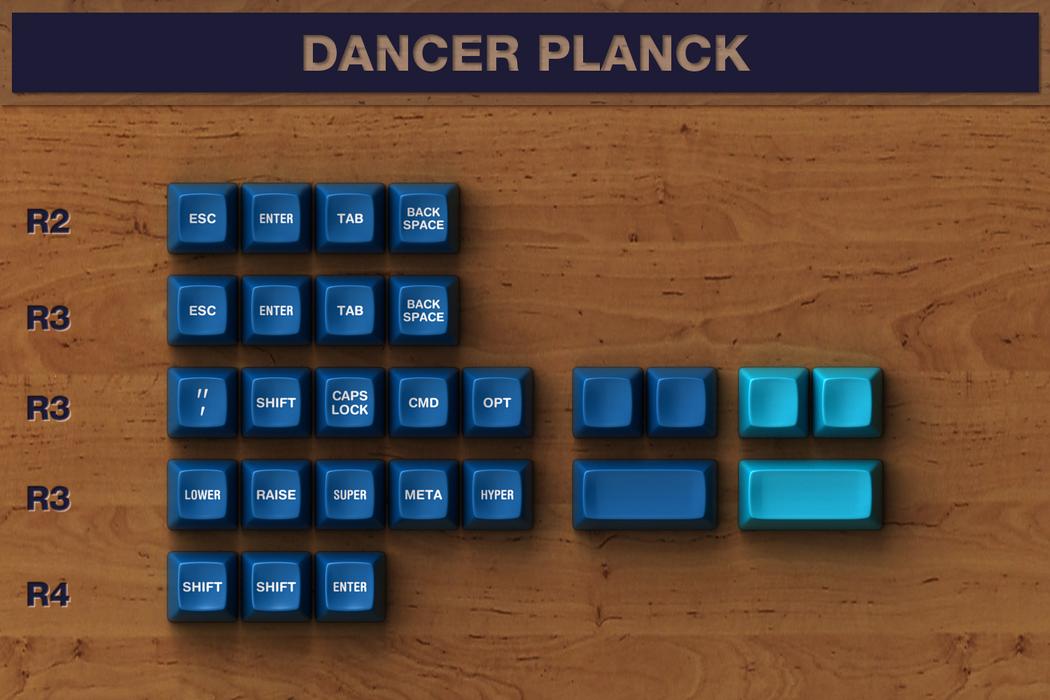 DANCER PLANCK
R2
ESC
ENTER
TAB
BACK
SPACE
R3
ESC
ENTER
TAB
BACK
SPACE
R3
"
'
SHIFT
CAPS
LOCK
CMD
OPT
R3
LOWER
RAISE
SUPER
META
HYPER
R4
SHIFT
SHIFT
ENTER